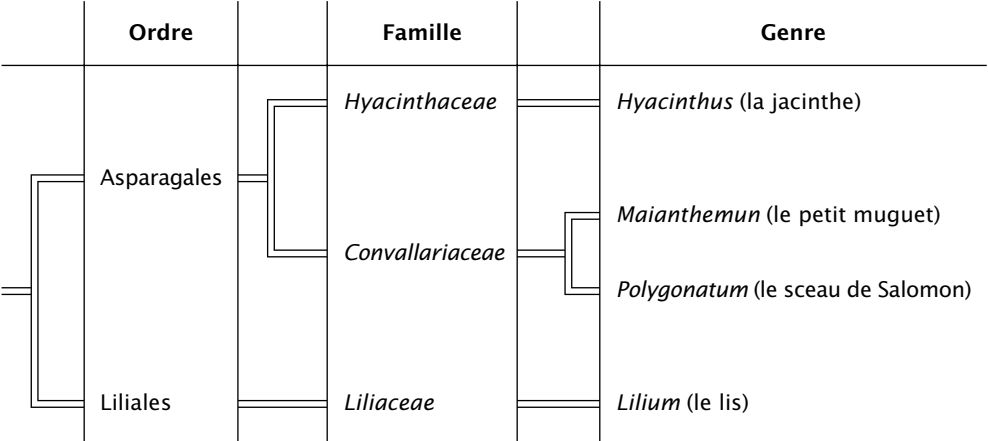 Ordre Famille Genre
Hyacinthaceae Hyacinthus (la jacinthe)
Asparagales
Maianthemun (le petit muguet)
Convallariaceae
Polygonatum (le sceau de Salomon)
Liliales Liliaceae Lilium (le lis)